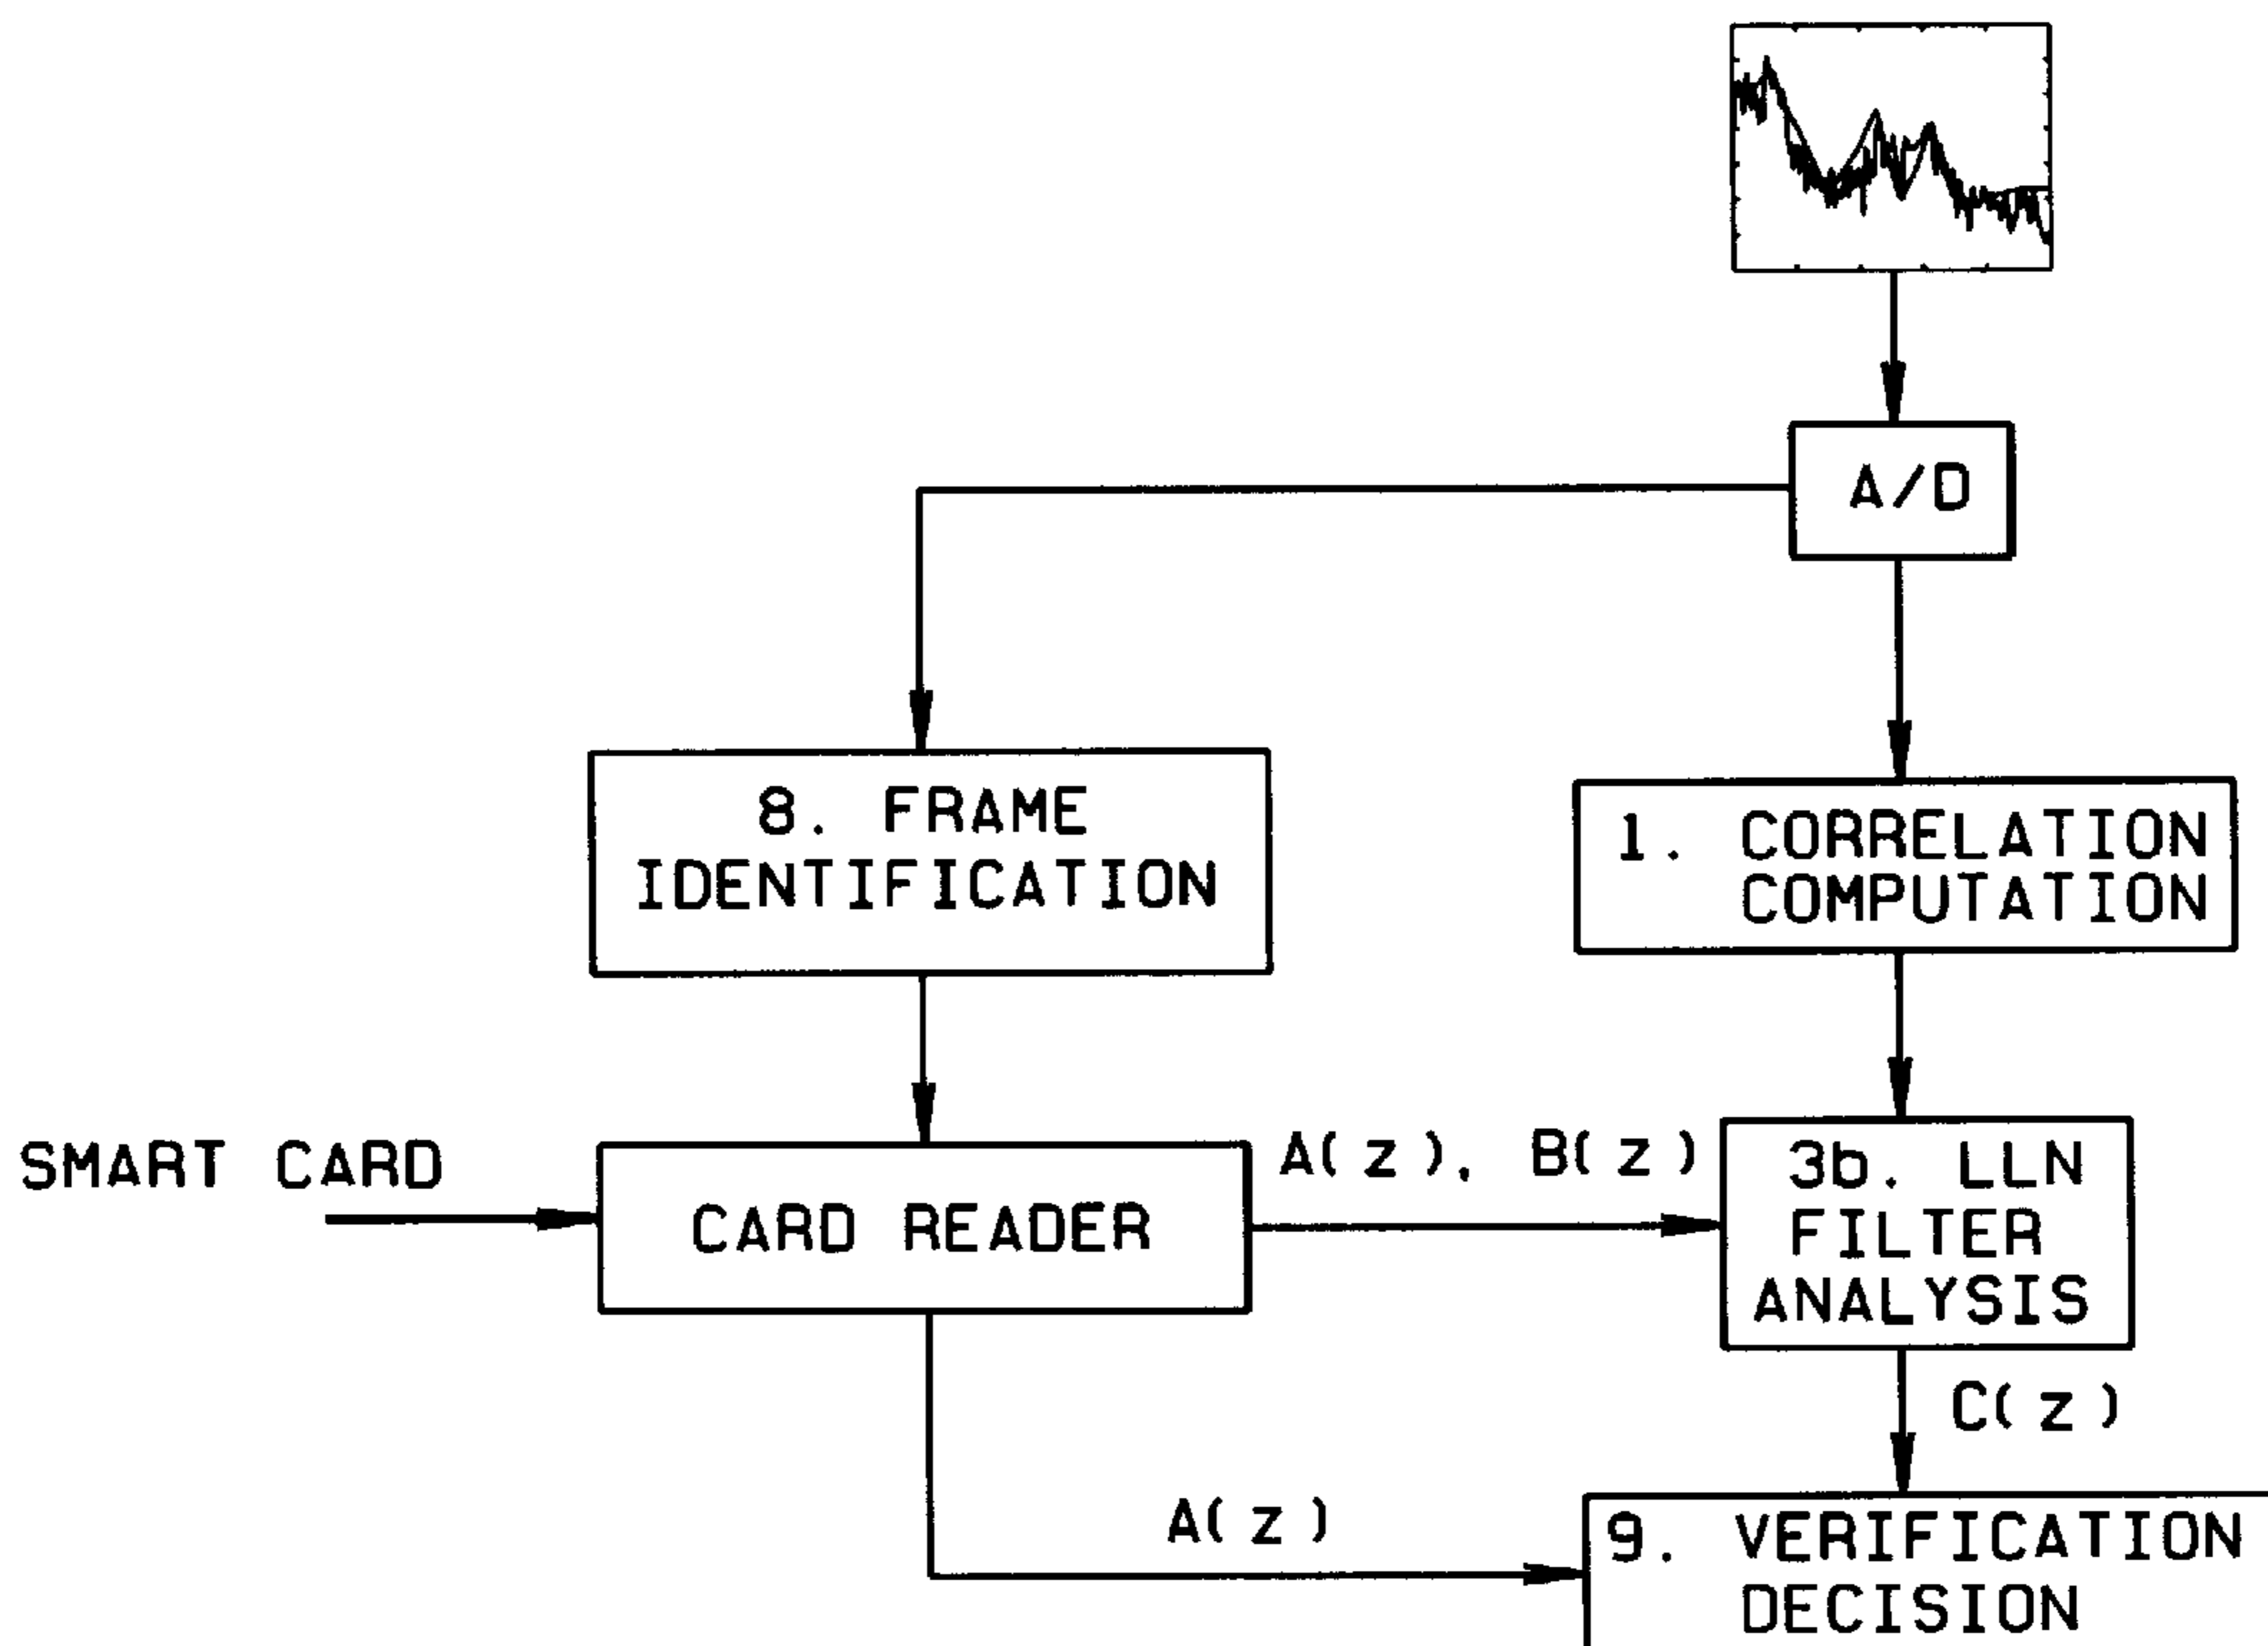 A/D
8. FRAME
IDENTIFICATION
1. CORRELATION
COMPUTATION
SMART CARD
CARD READER
A(z), B(z)
3b. LLN
FILTER
ANALYSIS
C(z)
A(z)
9. VERIFICATION
DECISION